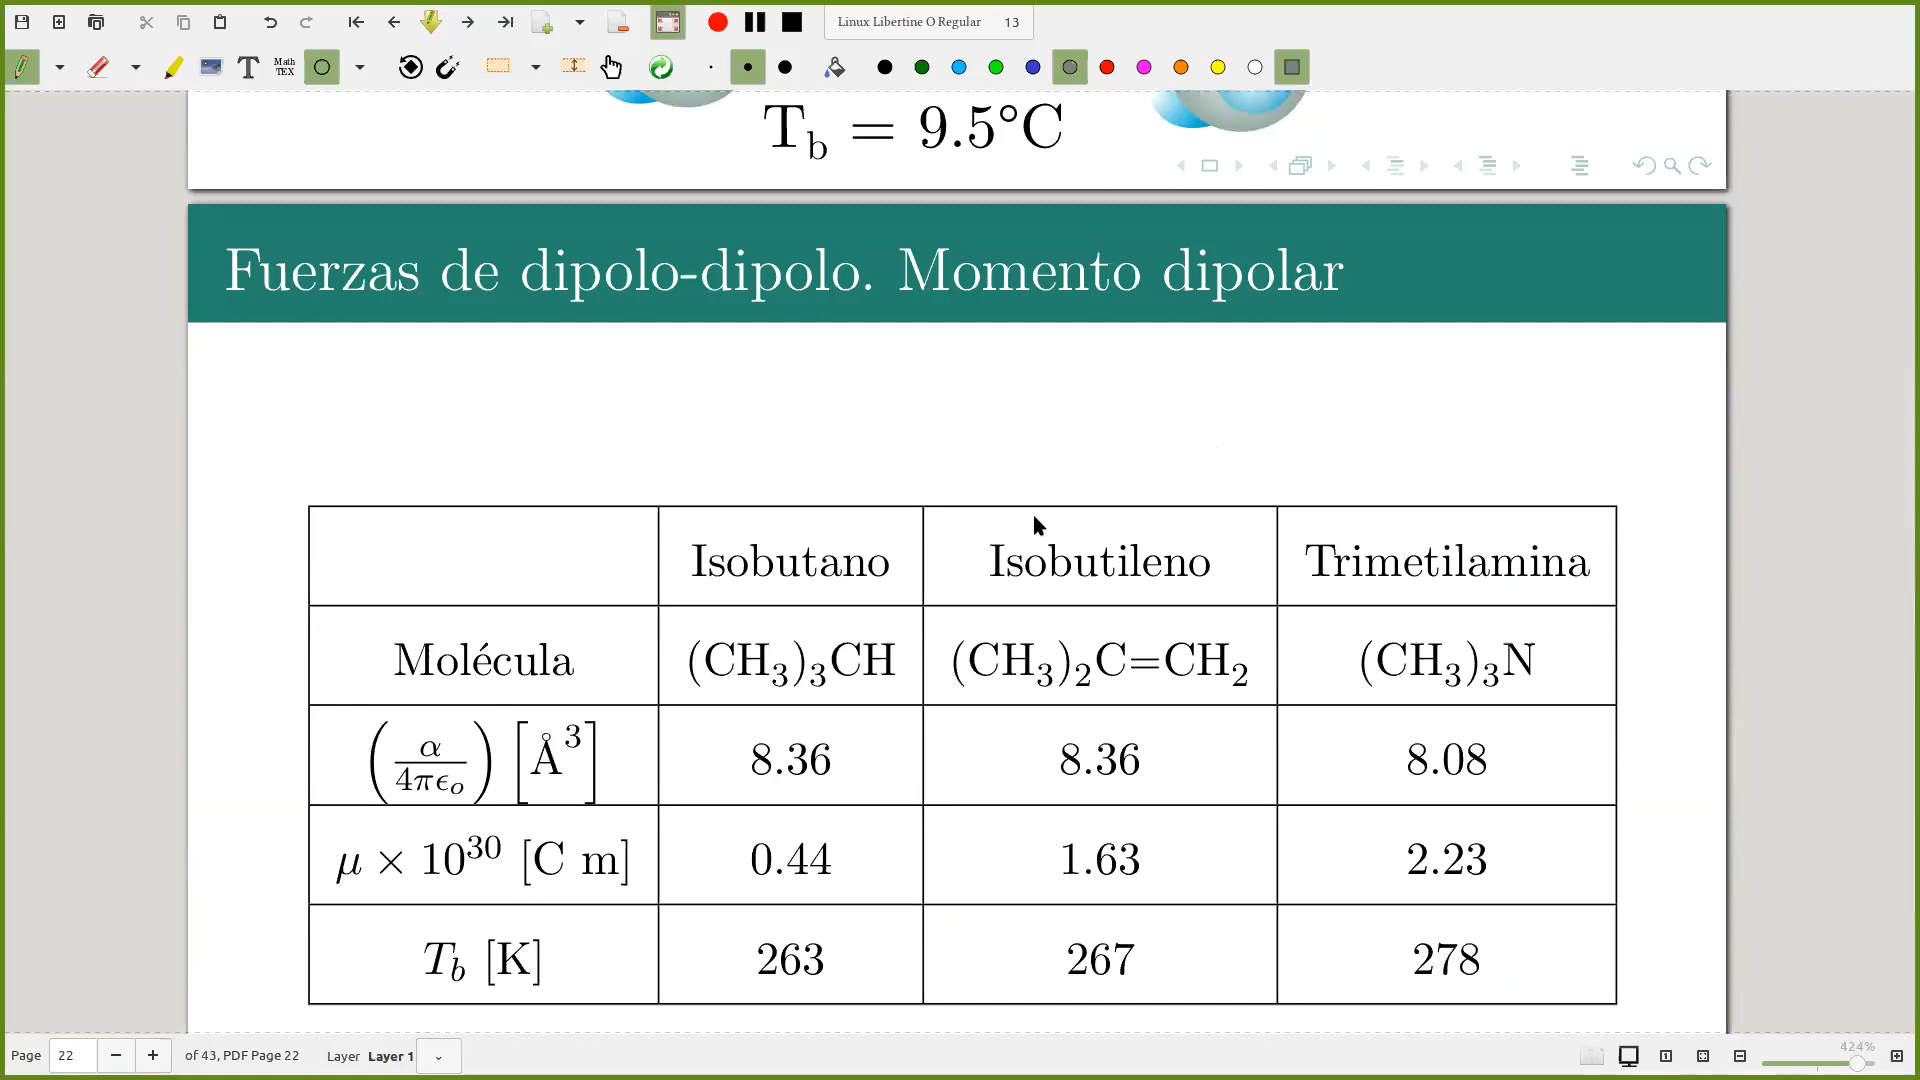 Linux Libertine O Regular 13
T Math TEX
T_b = 9.5°C
Fuerzas de dipolo-dipolo. Momento dipolar
Isobutano Isobutileno Trimetilamina
Molécula (CH₃)₃CH (CH₃)₂C=CH₂ (CH₃)₃N
(α/4πϵₒ) [Å³] 8.36 8.36 8.08
μ × 10³⁰ [C m] 0.44 1.63 2.23
T_b [K] 263 267 278
Page 22 − + of 43, PDF Page 22 Layer Layer 1 424%